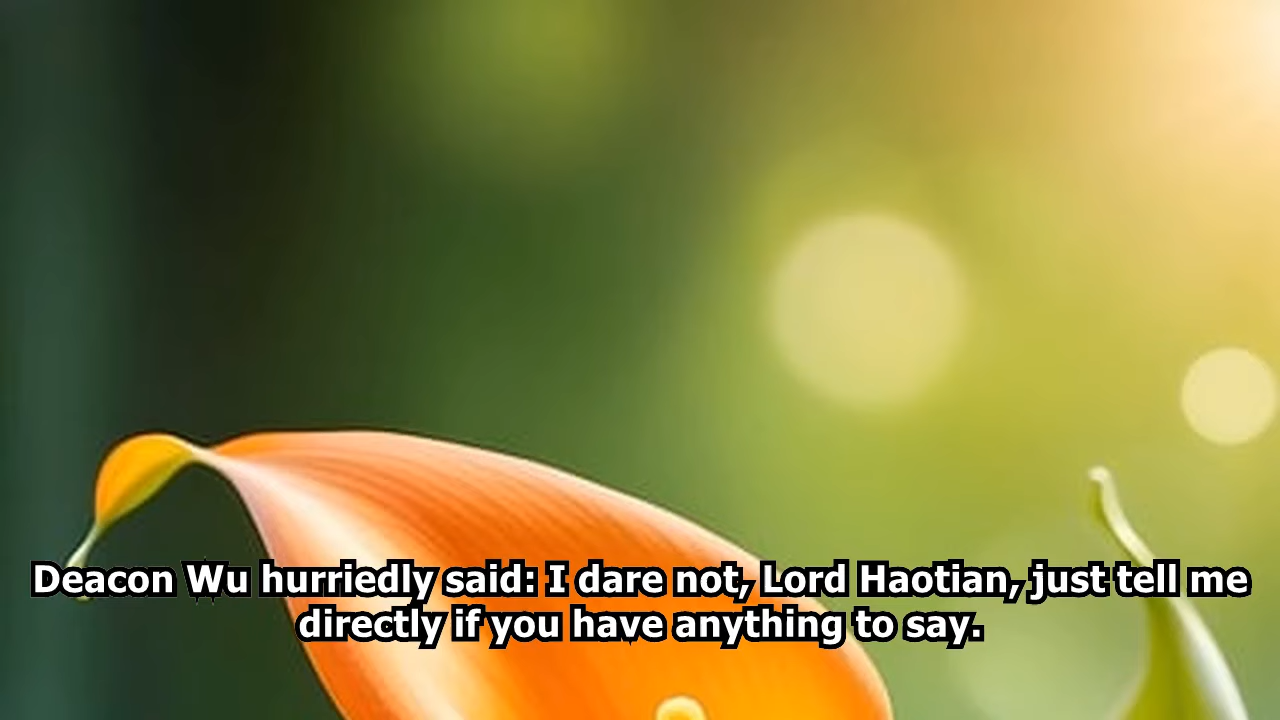 Deacon Wu hurriedly said: I dare not, Lord Haotian, just tell me
directly if you have anything to say.